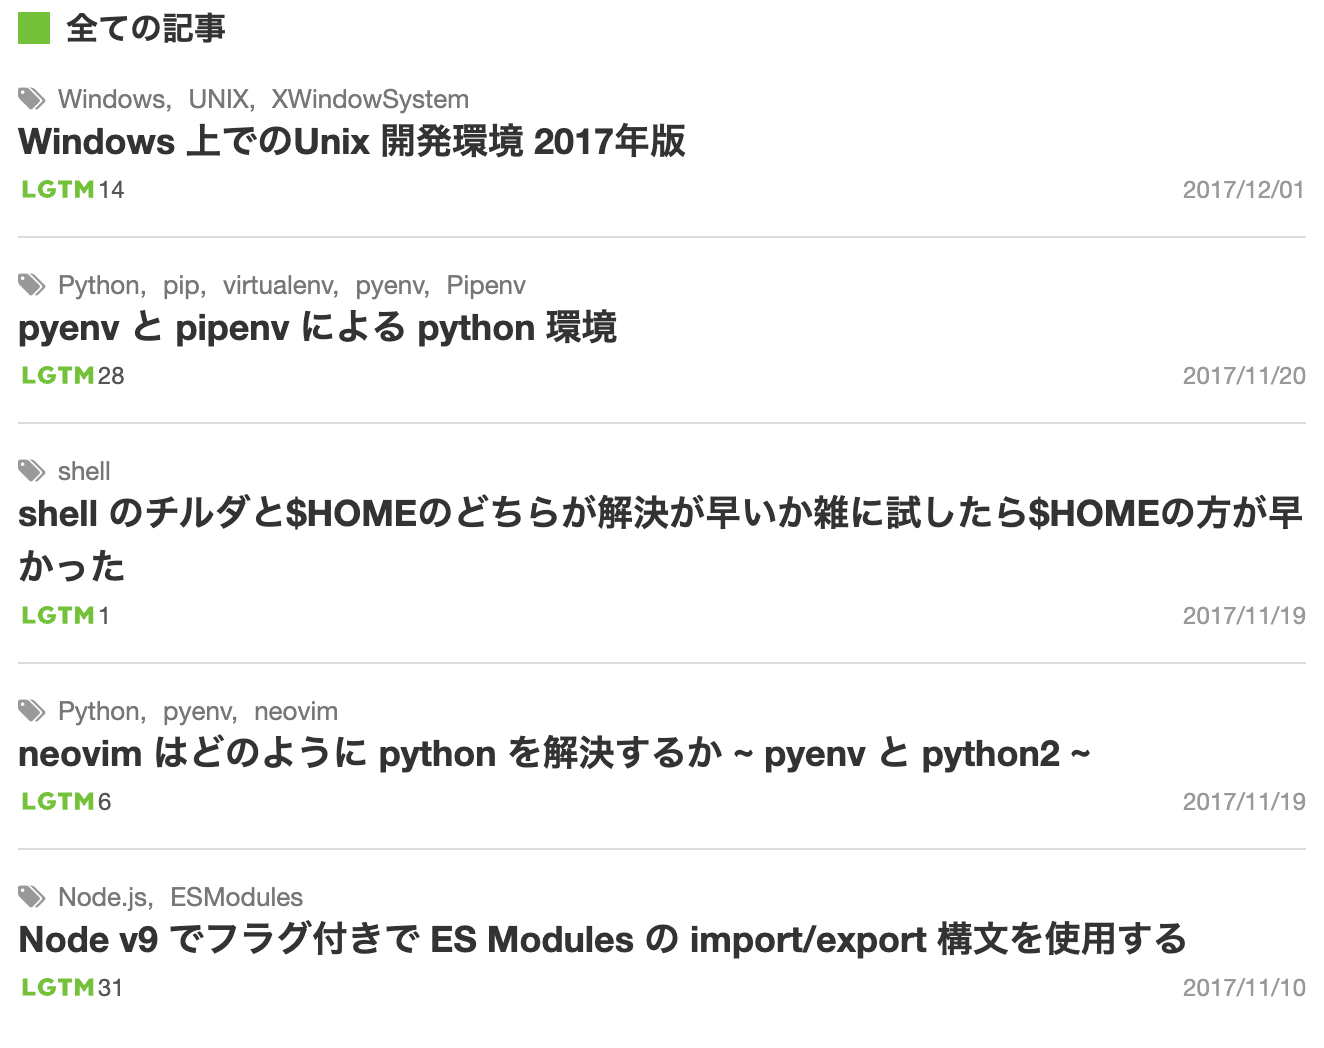 全ての記事
Windows, UNIX, XWindowSystem
Windows 上でのUnix 開発環境 2017年版
LGTM 14 2017/12/01
Python, pip, virtualenv, pyenv, Pipenv
pyenv と pipenv による python 環境
LGTM 28 2017/11/20
shell
shell のチルダと$HOMEのどちらが解決が早いか雑に試したら$HOMEの方が早
かった
LGTM 1 2017/11/19
Python, pyenv, neovim
neovim はどのように python を解決するか ~ pyenv と python2 ~
LGTM 6 2017/11/19
Node.js, ESModules
Node v9 でフラグ付きで ES Modules の import/export 構文を使用する
LGTM 31 2017/11/10